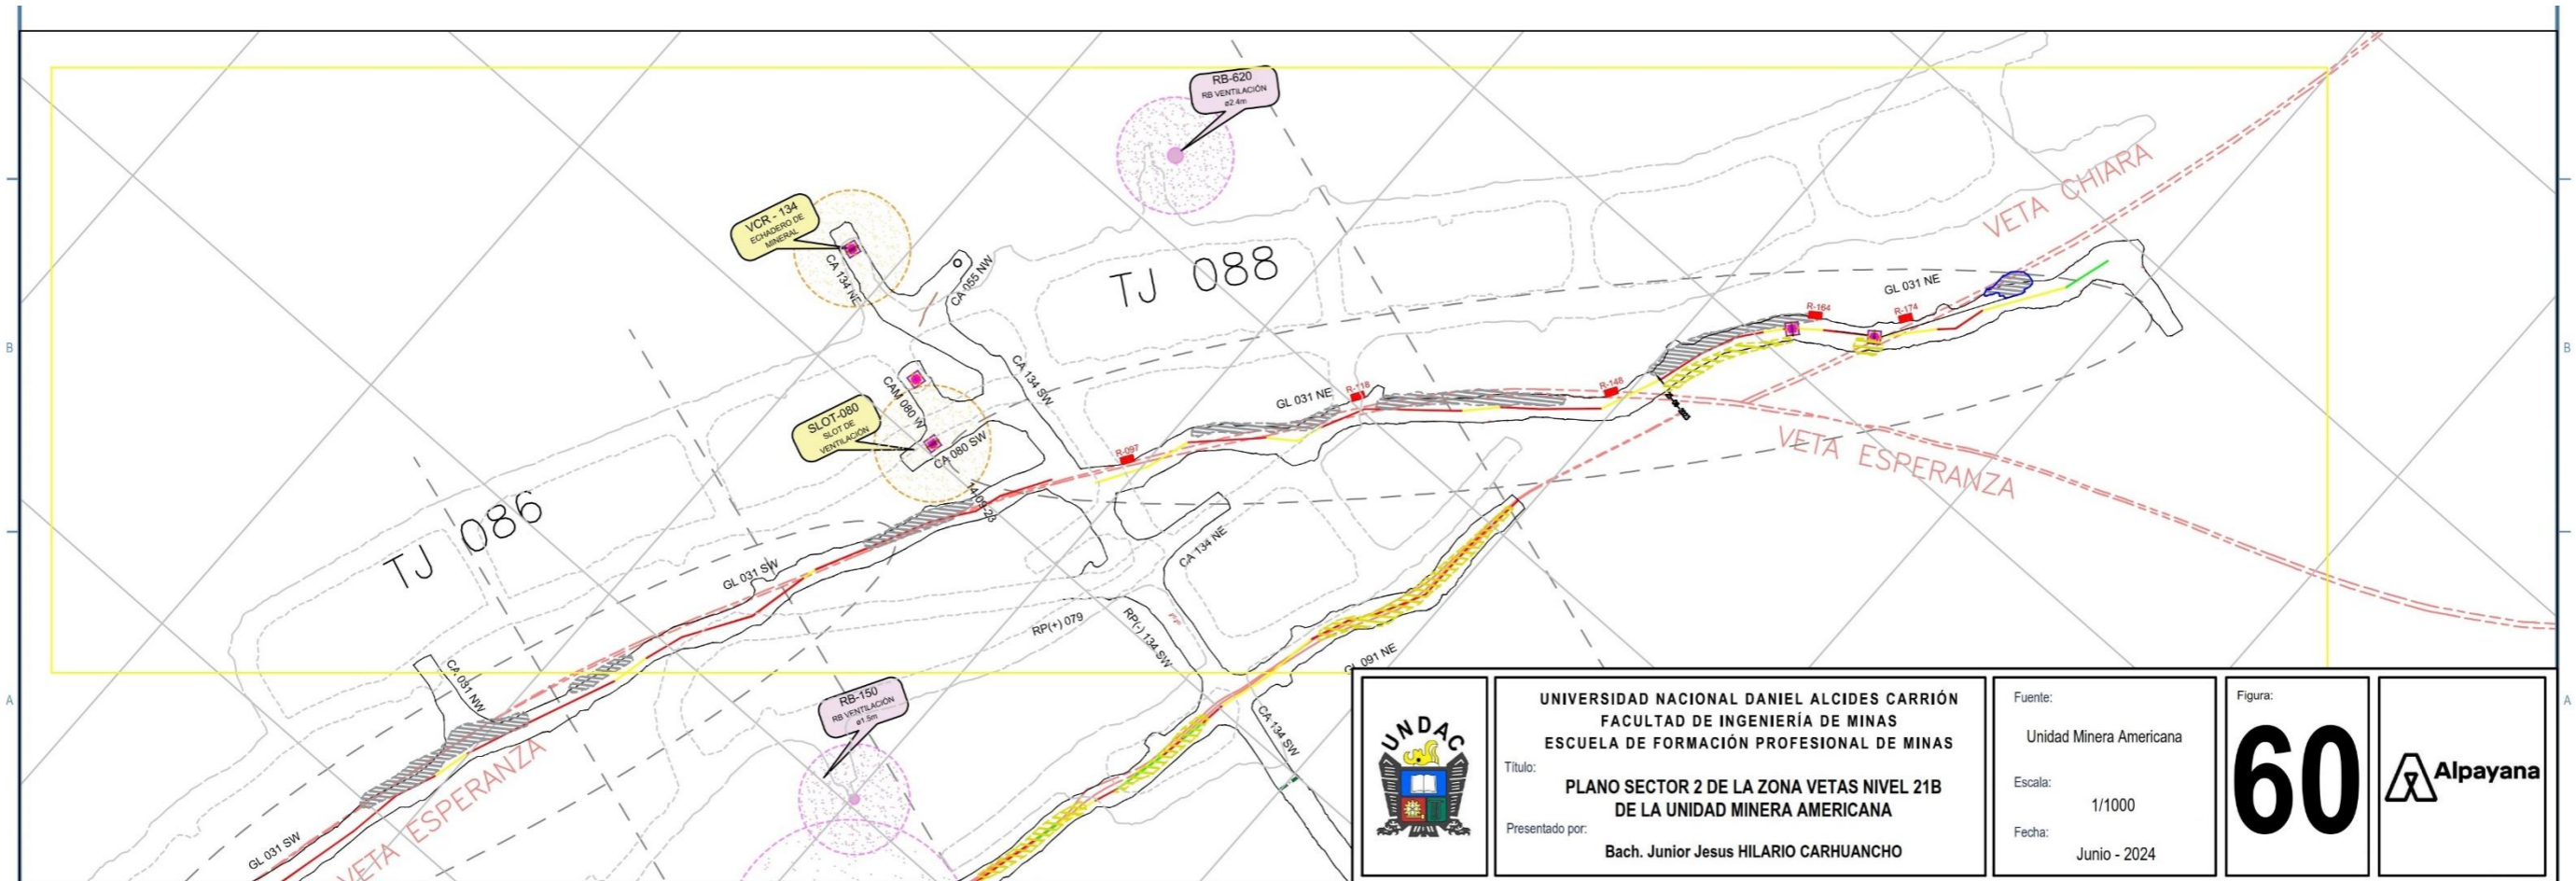 RB-620
RB VENTILACIÓN
ø2.4m
VETA CHIARA
VCR - 134
ECHADERO DE
MINERAL
CA 134 NE
CA 055 NW
TJ 088
GL 031 NE
R-164
R-174
B
B
CA 134 SW
CAM 080 W
GL 031 NE
R-118
R-148
SLOT-080
SLOT DE
VENTILACIÓN
CA 080 SW
R-097
VETA ESPERANZA
14-09-23
TJ 086
GL 031 SW
CA 134 NE
RP(+) 079
RP(-) 134 SW
CA 031 NW
GL 091 NE
A
A
RB-150
RB VENTILACIÓN
ø1.5m
CA 134 SW
GL 031 SW
VETA ESPERANZA
UNDAC
UNIVERSIDAD NACIONAL DANIEL ALCIDES CARRIÓN
FACULTAD DE INGENIERÍA DE MINAS
ESCUELA DE FORMACIÓN PROFESIONAL DE MINAS
Título:
PLANO SECTOR 2 DE LA ZONA VETAS NIVEL 21B
DE LA UNIDAD MINERA AMERICANA
Presentado por:
Bach. Junior Jesus HILARIO CARHUANCHO
Fuente:
Unidad Minera Americana
Escala:
1/1000
Fecha:
Junio - 2024
Figura:
60
Alpayana